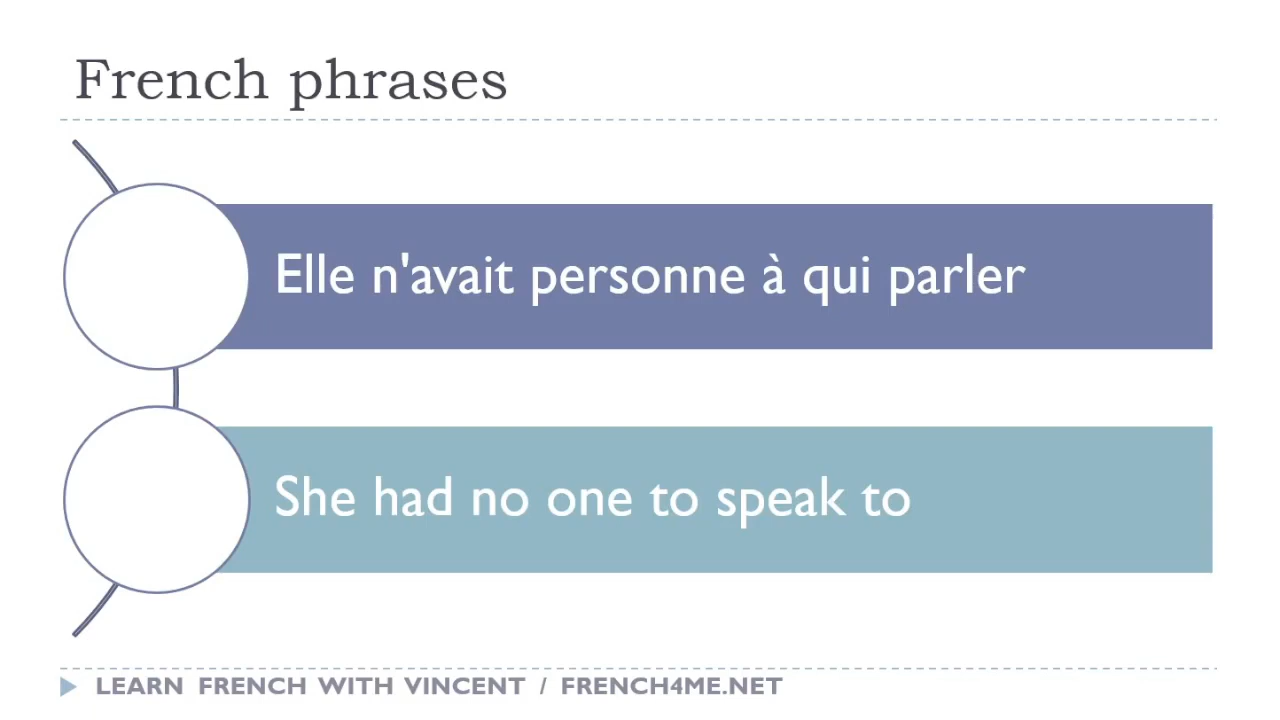 French phrases
Elle n'avait personne à qui parler
She had no one to speak to
LEARN FRENCH WITH VINCENT / FRENCH4ME.NET